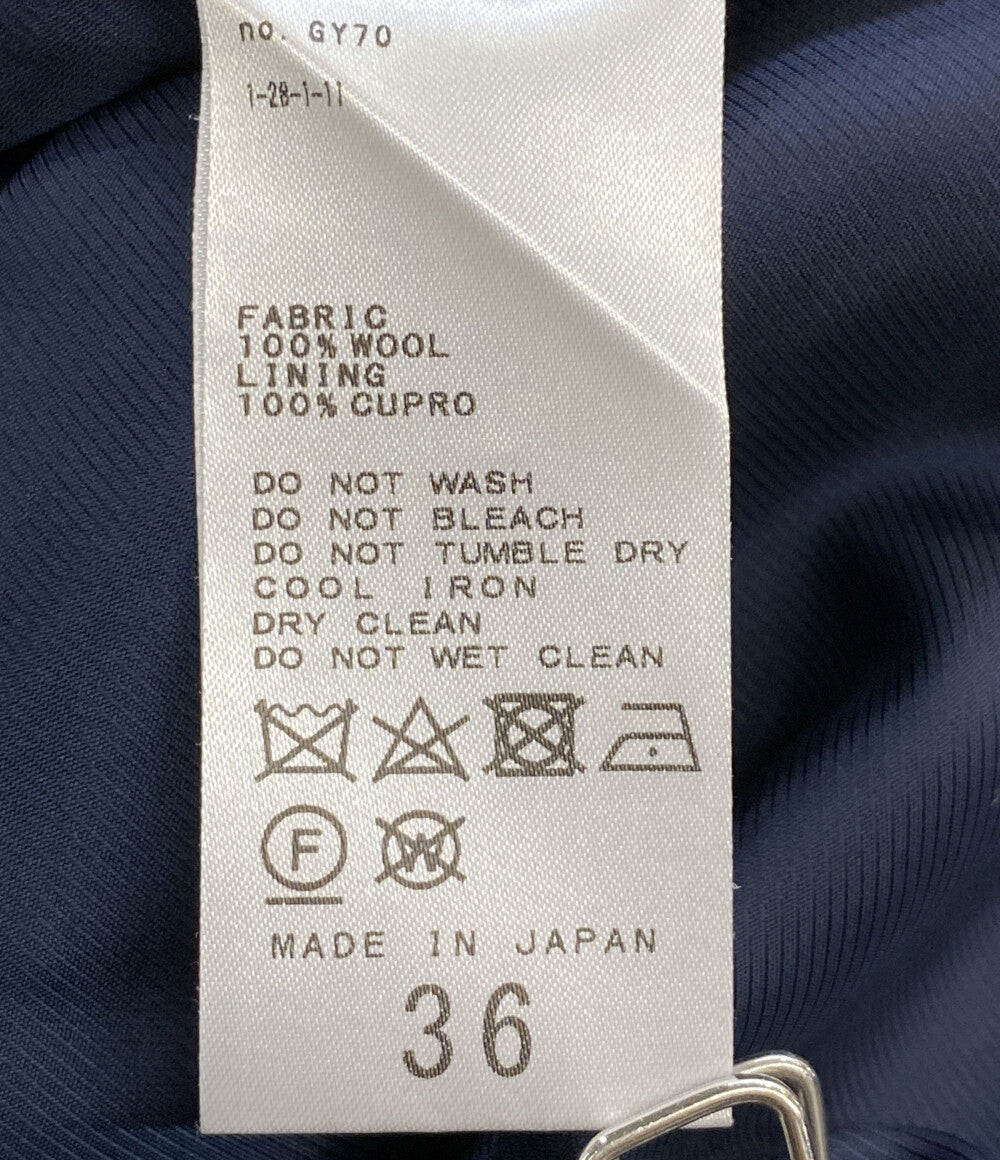 no. GY70
1-28-1-11
FABRIC
100% WOOL
LINING
100% CUPRO
DO NOT WASH
DO NOT BLEACH
DO NOT TUMBLE DRY
COOL IRON
DRY CLEAN
DO NOT WET CLEAN
F W
MADE IN JAPAN
36